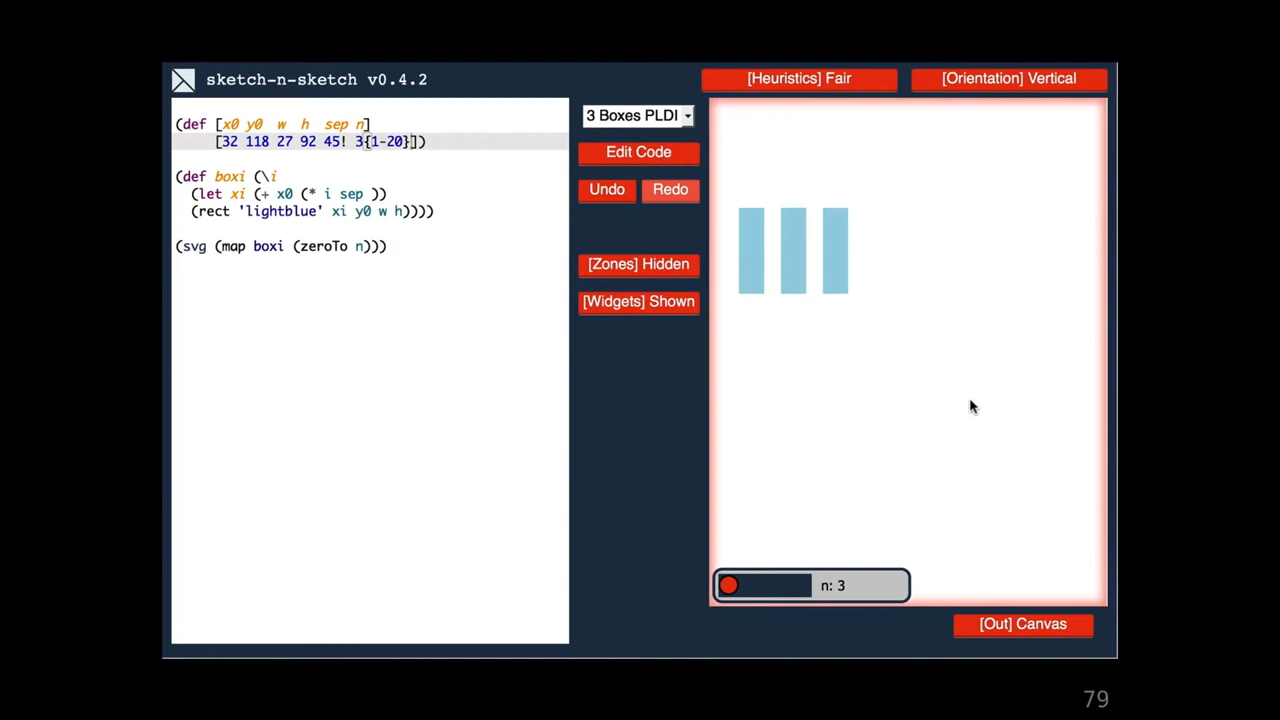 sketch-n-sketch v0.4.2
[Heuristics] Fair
[Orientation] Vertical
(def [x0 y0 w h sep n]
[32 118 27 92 45! 3{1-20}])
(def boxi (\i
(let xi (+ x0 (* i sep ))
(rect 'lightblue' xi y0 w h))))
(svg (map boxi (zeroTo n)))
3 Boxes PLDI
Edit Code
Undo
Redo
[Zones] Hidden
[Widgets] Shown
n: 3
[Out] Canvas
79